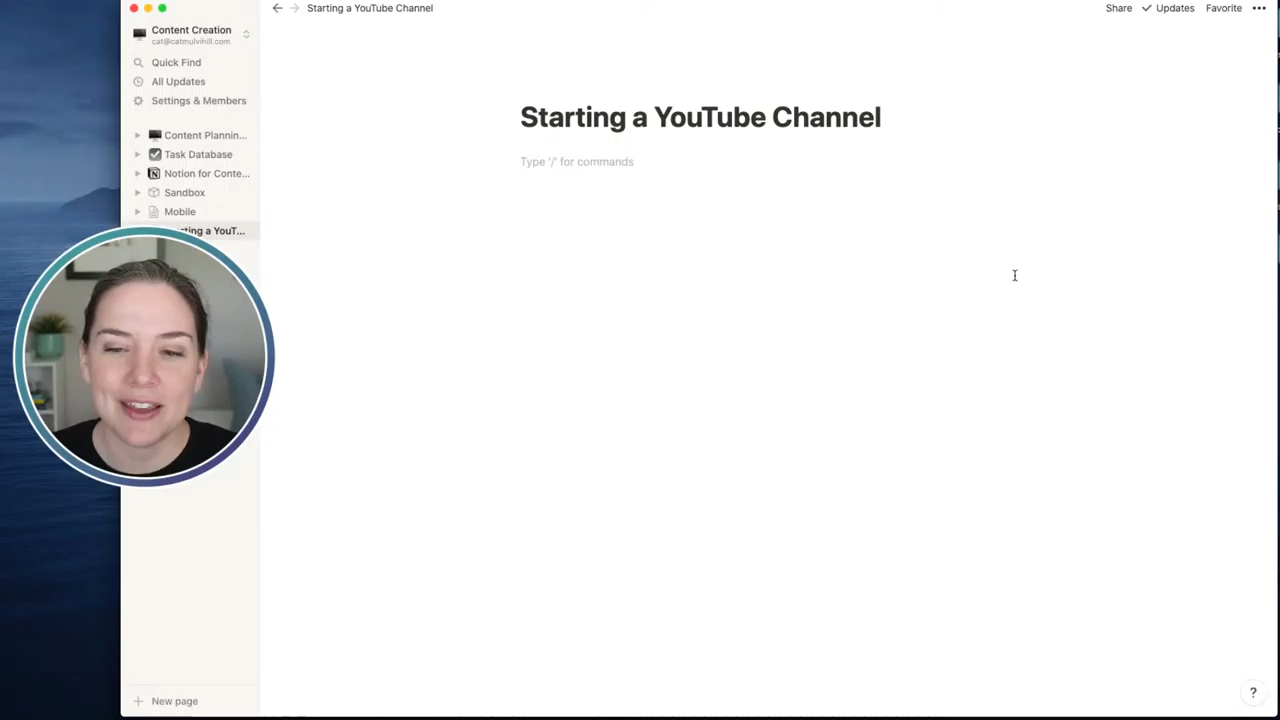 Starting a YouTube Channel
Share
Updates
Favorite
Content Creation
cat@catmulvihill.com
Quick Find
All Updates
Settings & Members
Content Plannin...
Task Database
Notion for Conte...
Sandbox
Mobile
rting a YouT...
Starting a YouTube Channel
Type '/' for commands
New page
?